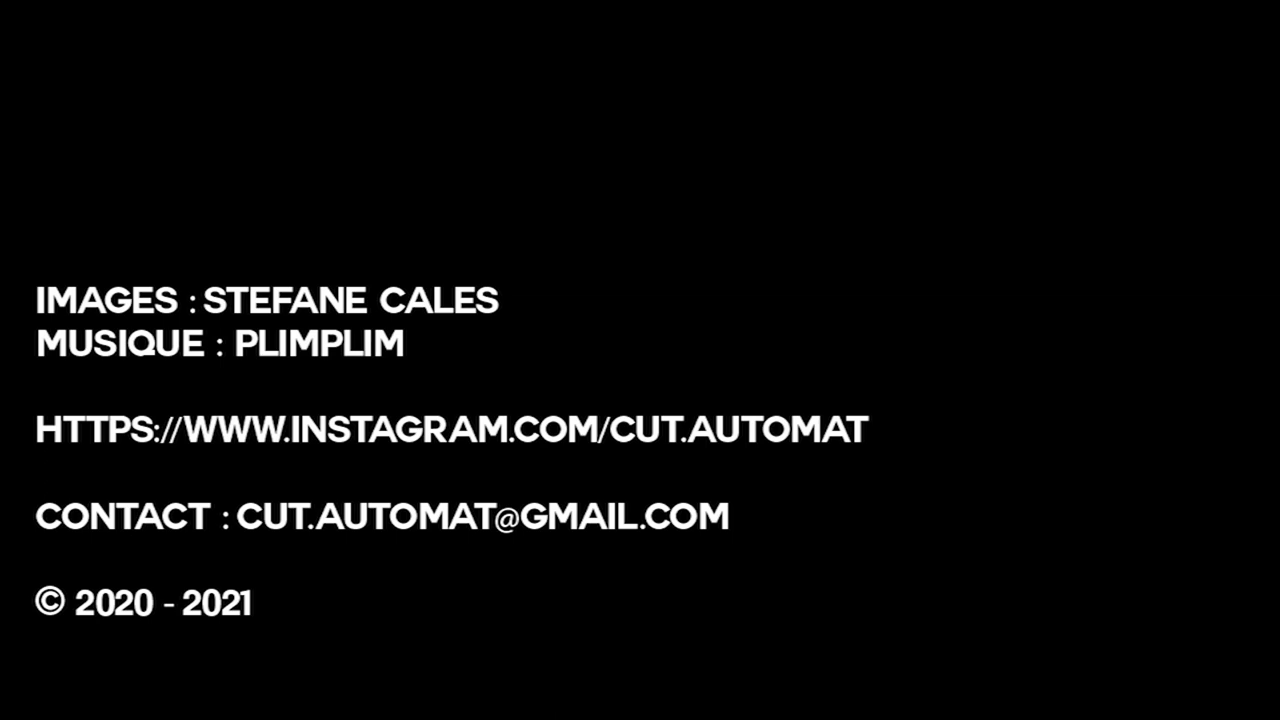 IMAGES : STEFANE CALES
MUSIQUE : PLIMPLIM
HTTPS://WWW.INSTAGRAM.COM/CUT.AUTOMAT
CONTACT : CUT.AUTOMAT@GMAIL.COM
© 2020 - 2021